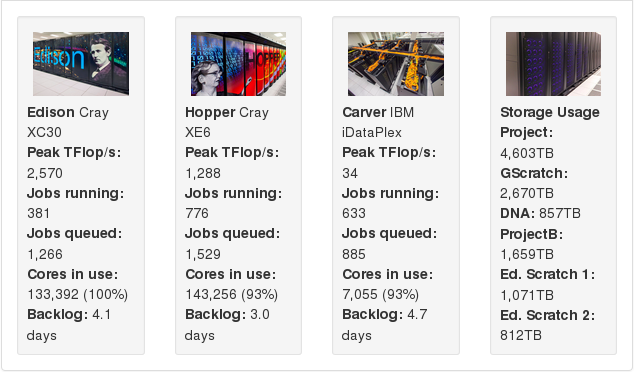 Edison
HOPPER
Edison Cray
XC30
Peak TFlop/s:
2,570
Jobs running:
381
Jobs queued:
1,266
Cores in use:
133,392 (100%)
Backlog: 4.1
days
Hopper Cray
XE6
Peak TFlop/s:
1,288
Jobs running:
776
Jobs queued:
1,529
Cores in use:
143,256 (93%)
Backlog: 3.0
days
Carver IBM
iDataPlex
Peak TFlop/s:
34
Jobs running:
633
Jobs queued:
885
Cores in use:
7,055 (93%)
Backlog: 4.7
days
Storage Usage
Project:
4,603TB
GScratch:
2,670TB
DNA: 857TB
ProjectB:
1,659TB
Ed. Scratch 1:
1,071TB
Ed. Scratch 2:
812TB